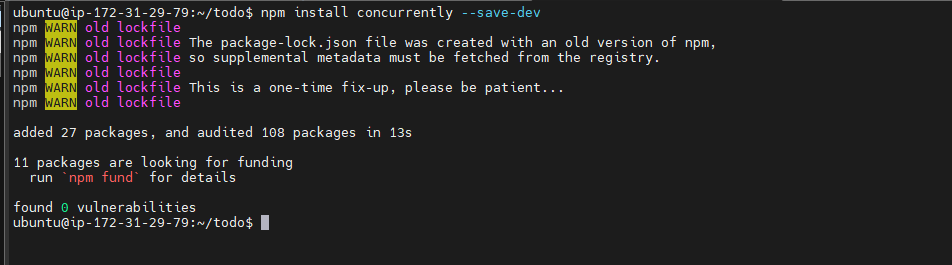 ubuntu@ip-172-31-29-79:~/todo$ npm install concurrently --save-dev
npm WARN old lockfile
npm WARN old lockfile The package-lock.json file was created with an old version of npm,
npm WARN old lockfile so supplemental metadata must be fetched from the registry.
npm WARN old lockfile
npm WARN old lockfile This is a one-time fix-up, please be patient...
npm WARN old lockfile
added 27 packages, and audited 108 packages in 13s
11 packages are looking for funding
run `npm fund` for details
found 0 vulnerabilities
ubuntu@ip-172-31-29-79:~/todo$